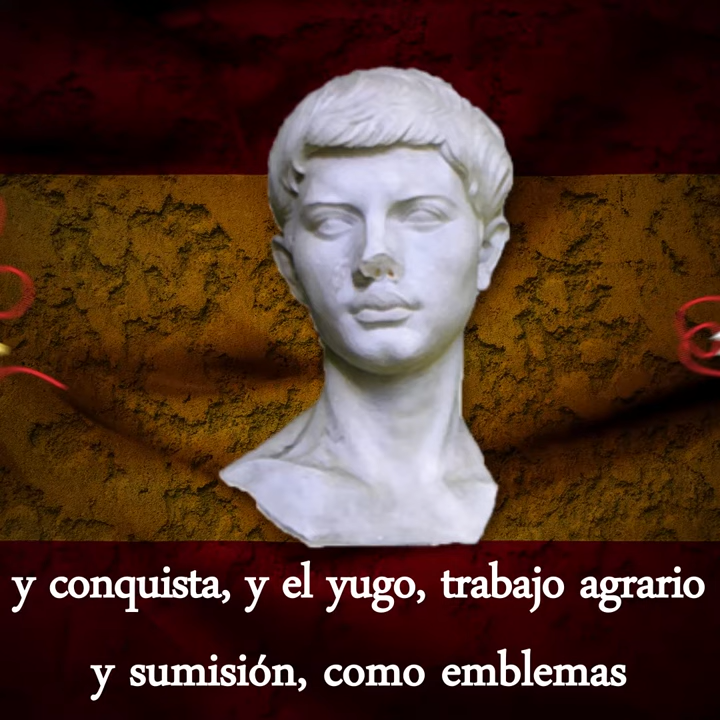 y conquista, y el yugo, trabajo agrario
y sumisión, como emblemas